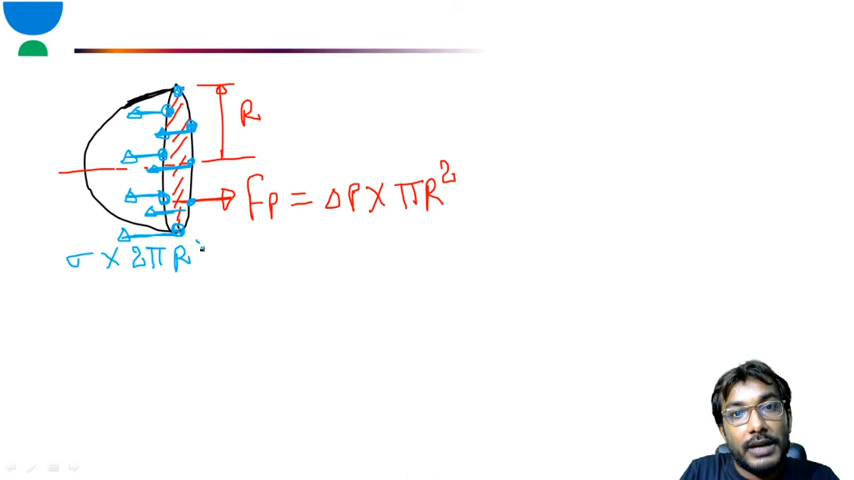 R
Fp = ΔP × πR²
σ × 2πR